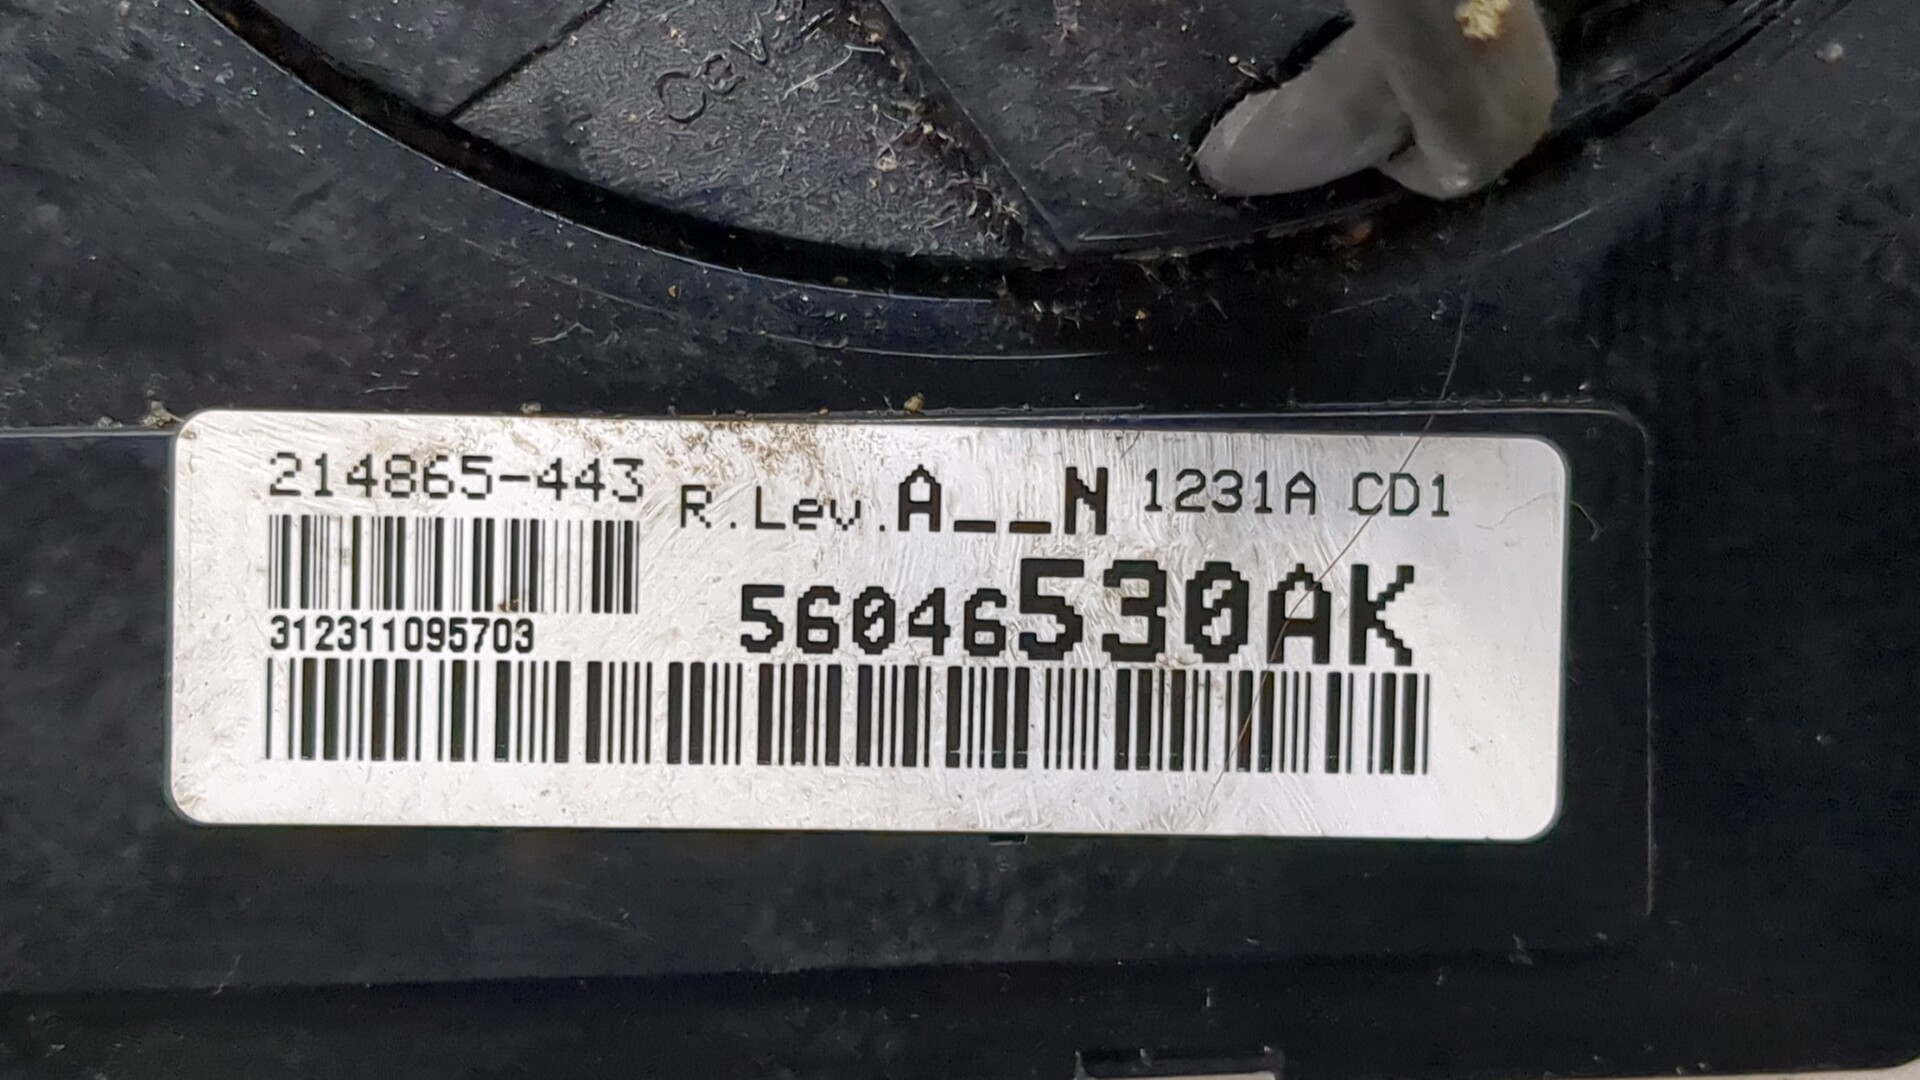 214865-443 R.Lev.A__N 1231A CD1
56046530AK
312311095703